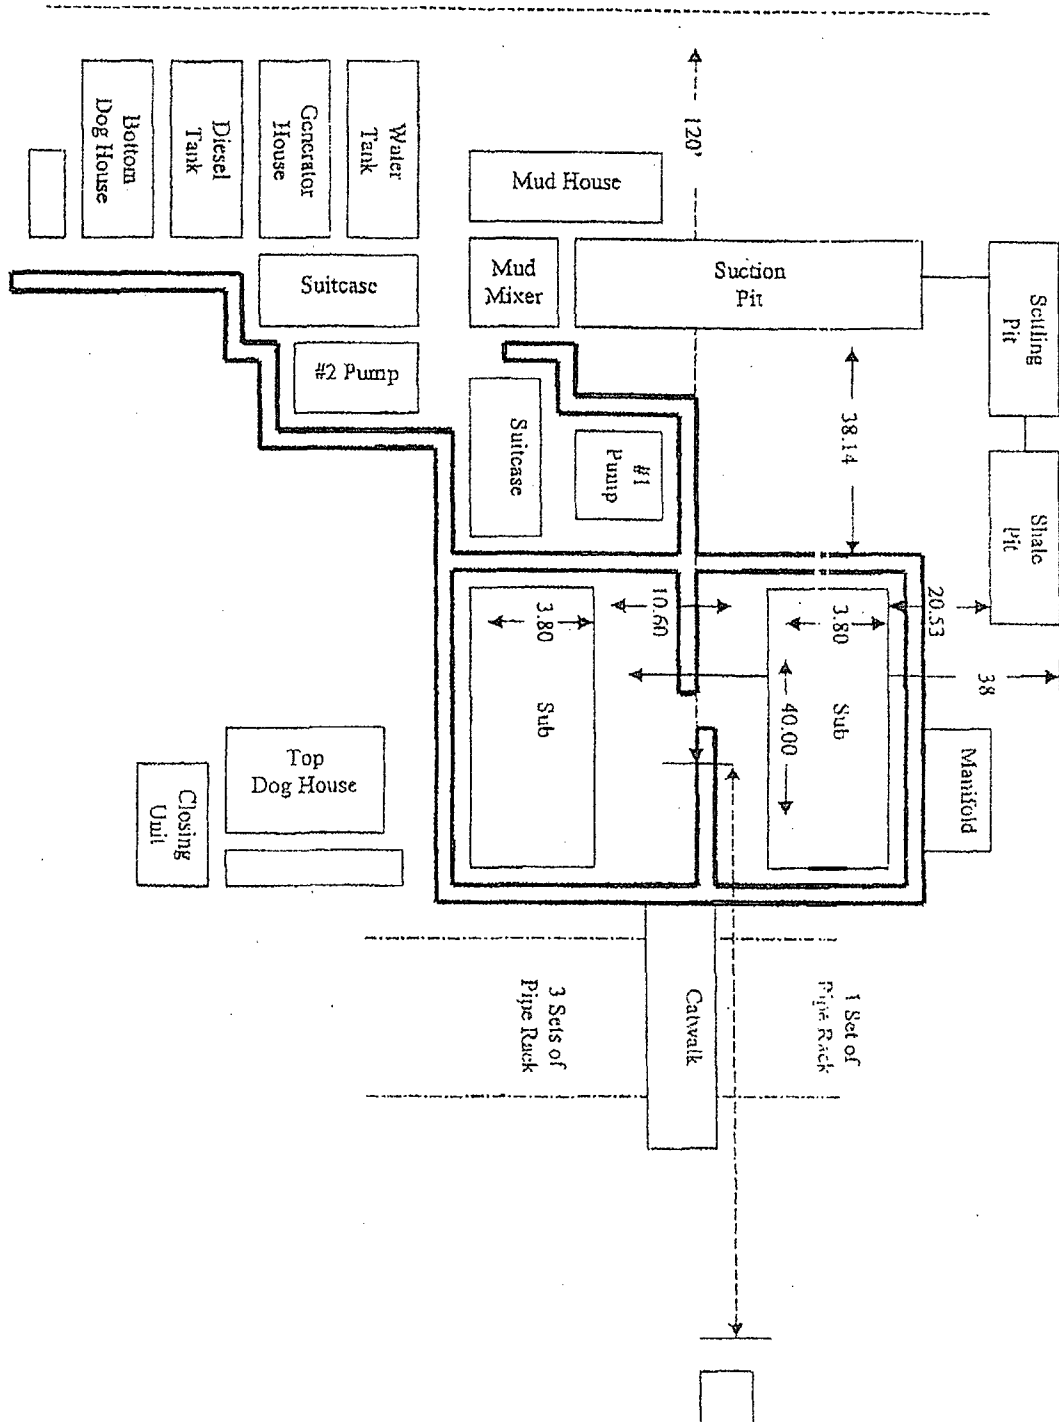 120'
Bottom
Dog House
Diesel
Tank
Generator
House
Water
Tank
Mud House
Suitcase
Mud
Mixer
Suction
Pit
Settling
Pit
#2 Pump
Suitcase
#1
Pump
38.14
Shale
Pit
3.80
10.60
3.80
20.53
38
Sub
40.00
Sub
Manifold
Top
Dog House
Closing
Unit
3 Sets of
Pipe Rack
Catwalk
1 Set of
Pipe Rack